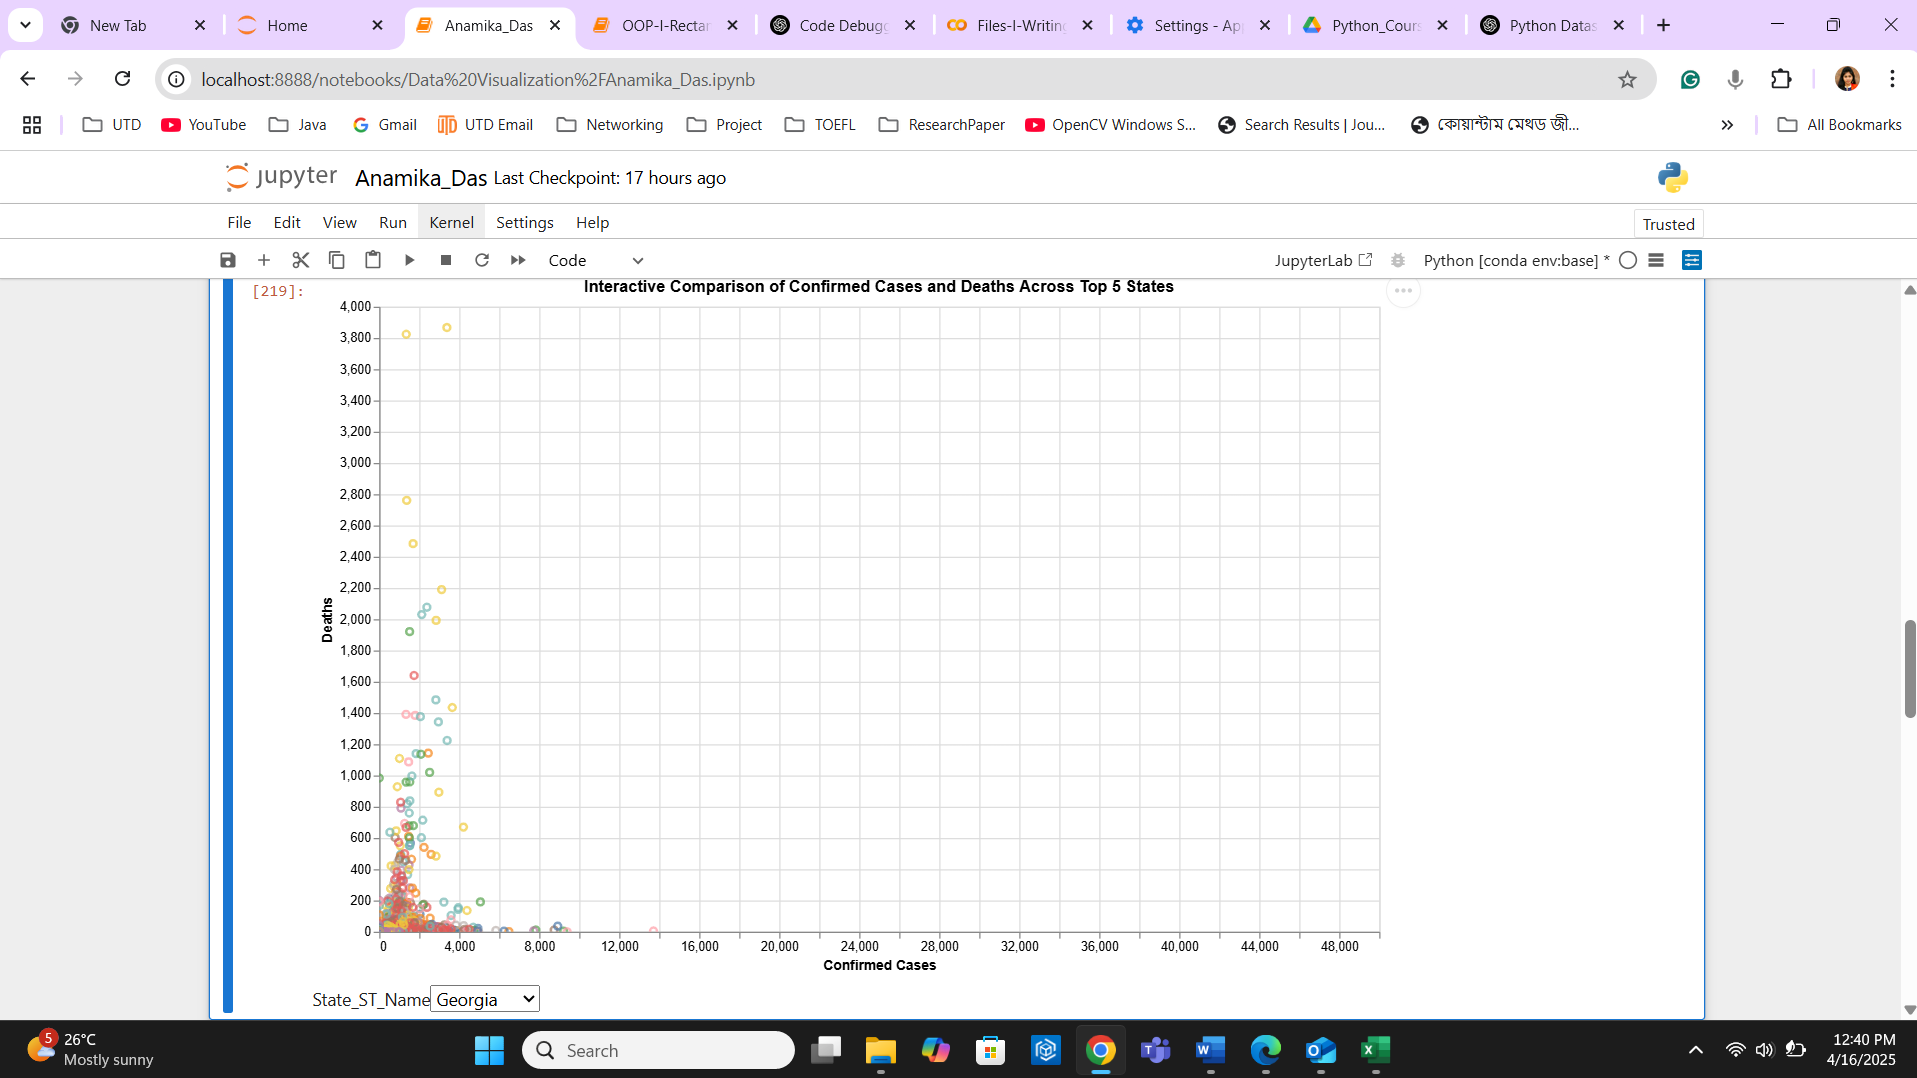 New Tab
Home
Anamika_Das
OOP-I-Rectan
Code Debugg
Files-I-Writing
Settings - Ap
Python_Cours
Python Datas
localhost:8888/notebooks/Data%20Visualization%2FAnamika_Das.ipynb
UTD
YouTube
Java
Gmail
UTD Email
Networking
Project
TOEFL
ResearchPaper
OpenCV Windows S...
Search Results | Jou...
কোয়ান্টাম মেথড জী...
All Bookmarks
jupyter Anamika_Das Last Checkpoint: 17 hours ago
File Edit View Run Kernel Settings Help
Trusted
Code
JupyterLab
Python [conda env:base] *
[219]:
Interactive Comparison of Confirmed Cases and Deaths Across Top 5 States
4,000
3,800
3,600
3,400
3,200
3,000
2,800
2,600
2,400
2,200
2,000
1,800
1,600
1,400
1,200
1,000
800
600
400
200
0
Deaths
0 4,000 8,000 12,000 16,000 20,000 24,000 28,000 32,000 36,000 40,000 44,000 48,000
Confirmed Cases
State_ST_Name Georgia
5
26°C
Mostly sunny
Search
12:40 PM
4/16/2025